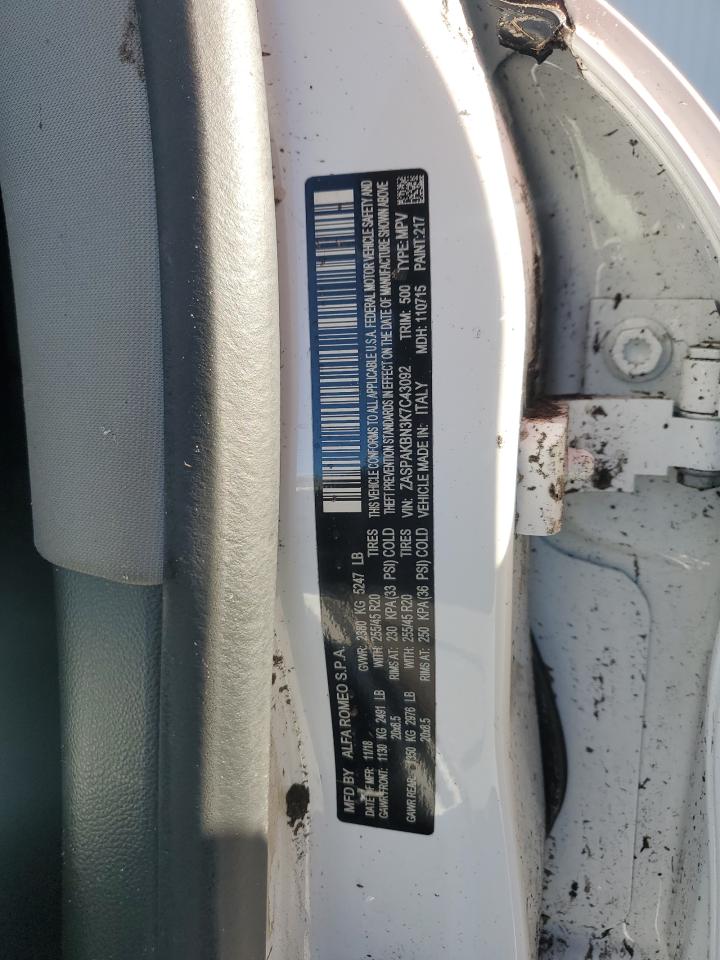 MFD BY ALFA ROMEO S.P.A.
DATE OF MFR: 11/18 GVWR: 2380 KG 5247 LB
GAWR FRONT: 1130 KG 2491 LB WITH: 255/45 R20 TIRES
20x8.5 RIMS AT: 230 KPA (33 PSI) COLD
GAWR REAR: 1350 KG 2976 LB WITH: 255/45 R20 TIRES
20x8.5 RIMS AT: 250 KPA (36 PSI) COLD
THIS VEHICLE CONFORMS TO ALL APPLICABLE U.S.A. FEDERAL MOTOR VEHICLE SAFETY AND
THEFT PREVENTION STANDARDS IN EFFECT ON THE DATE OF MANUFACTURE SHOWN ABOVE
VIN: ZASPAKBN3K7C43092 TRIM: 500 TYPE: MPV
VEHICLE MADE IN: ITALY MDH: 110715 PAINT: 217